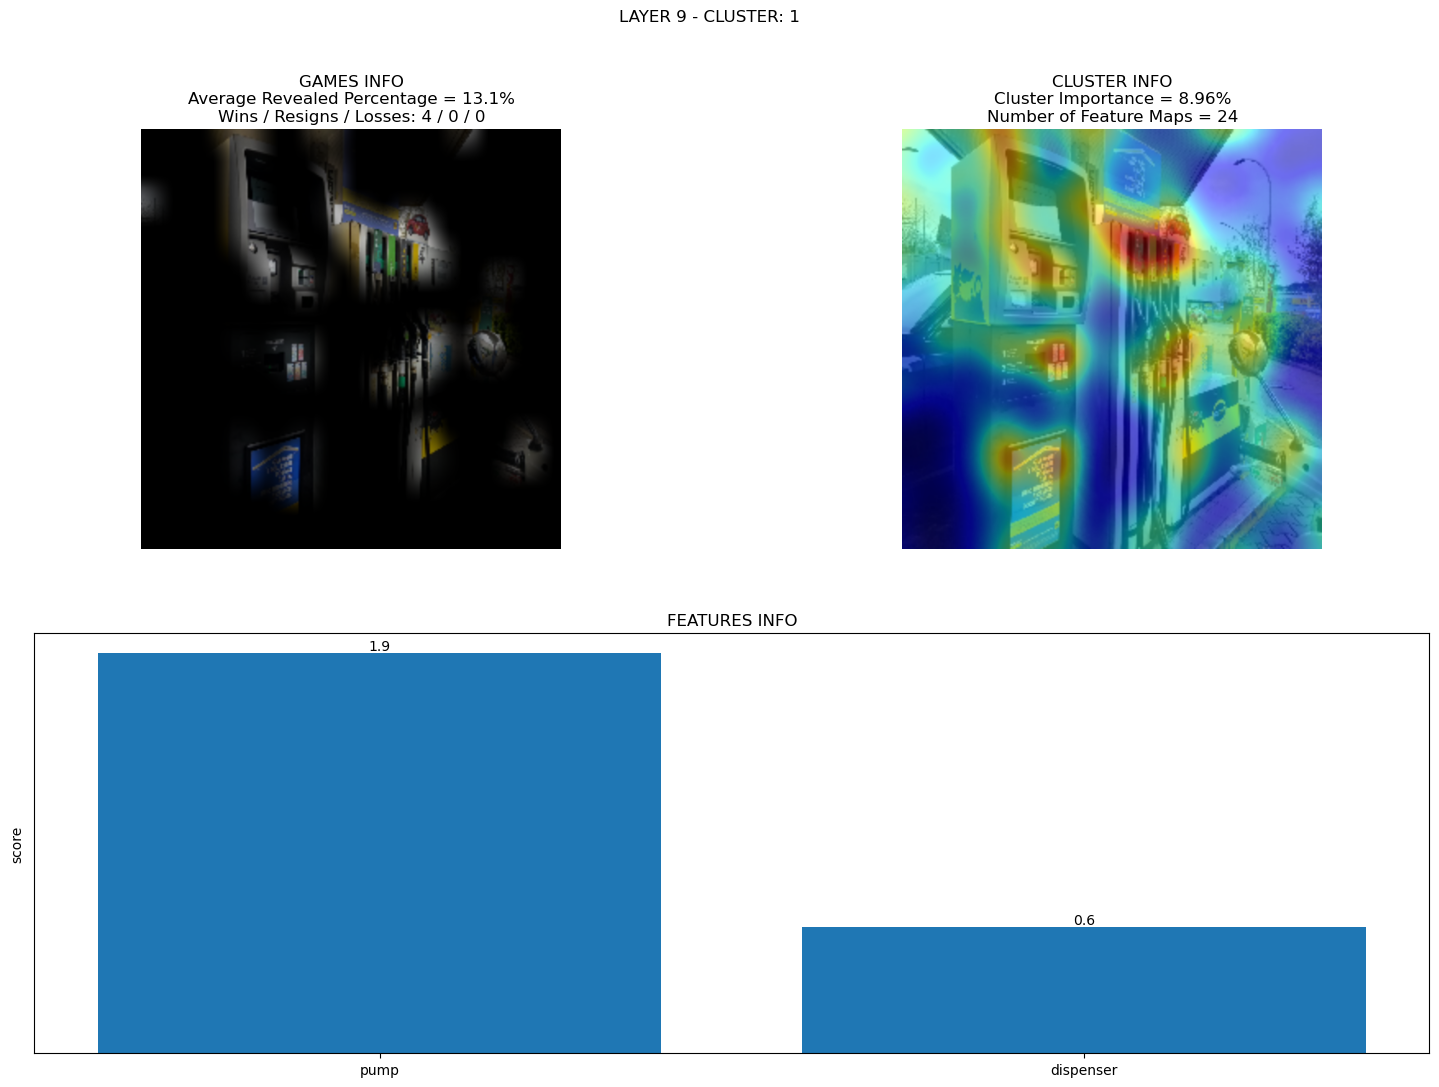 LAYER 9 - CLUSTER: 1
GAMES INFO
Average Revealed Percentage = 13.1%
Wins / Resigns / Losses: 4 / 0 / 0
CLUSTER INFO
Cluster Importance = 8.96%
Number of Feature Maps = 24
FEATURES INFO
score
1.9
0.6
pump
dispenser